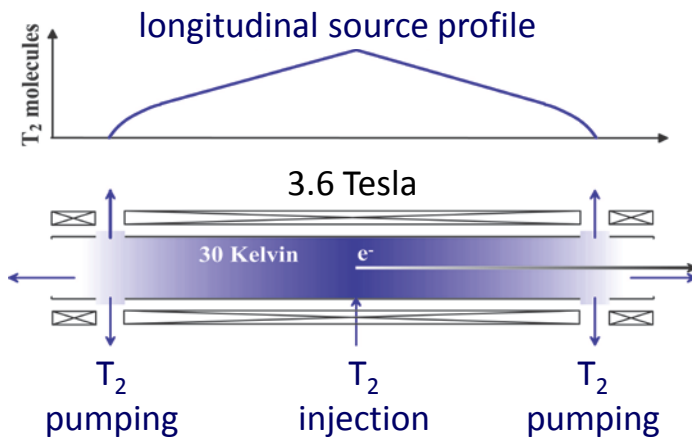 longitudinal source profile
T₂ molecules
3.6 Tesla
30 Kelvin
e⁻
T₂ T₂ T₂
pumping injection pumping